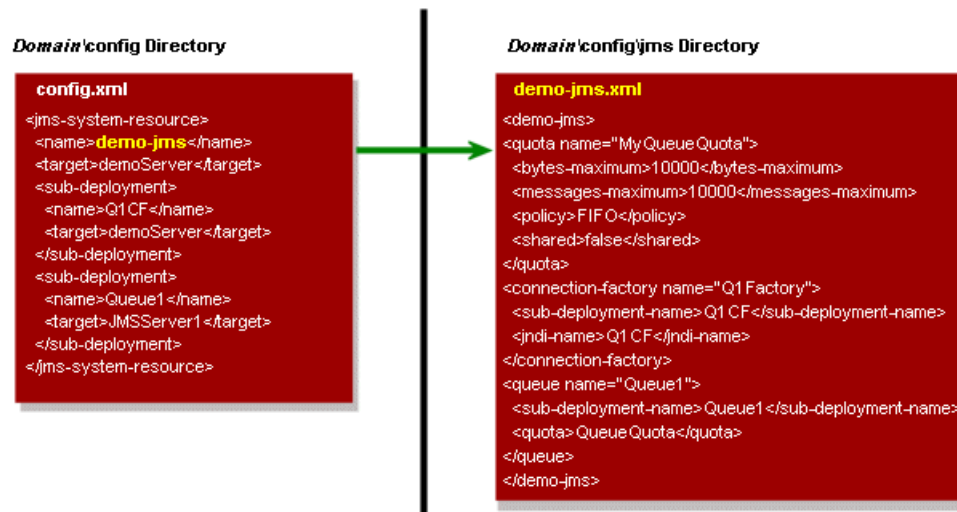 Domain\config Directory
config.xml
<jms-system-resource>
<name>demo-jms</name>
<target>demoServer</target>
<sub-deployment>
<name>Q1CF</name>
<target>demoServer</target>
</sub-deployment>
<sub-deployment>
<name>Queue1</name>
<target>JMSServer1</target>
</sub-deployment>
</jms-system-resource>
Domain\config\jms Directory
demo-jms.xml
<demo-jms>
<quota name="MyQueueQuota">
<bytes-maximum>10000</bytes-maximum>
<messages-maximum>10000</messages-maximum>
<policy>FIFO</policy>
<shared>false</shared>
</quota>
<connection-factory name="Q1Factory">
<sub-deployment-name>Q1CF</sub-deployment-name>
<jndi-name>Q1CF</jndi-name>
</connection-factory>
<queue name="Queue1">
<sub-deployment-name>Queue1</sub-deployment-name>
<quota>QueueQuota</quota>
</queue>
</demo-jms>